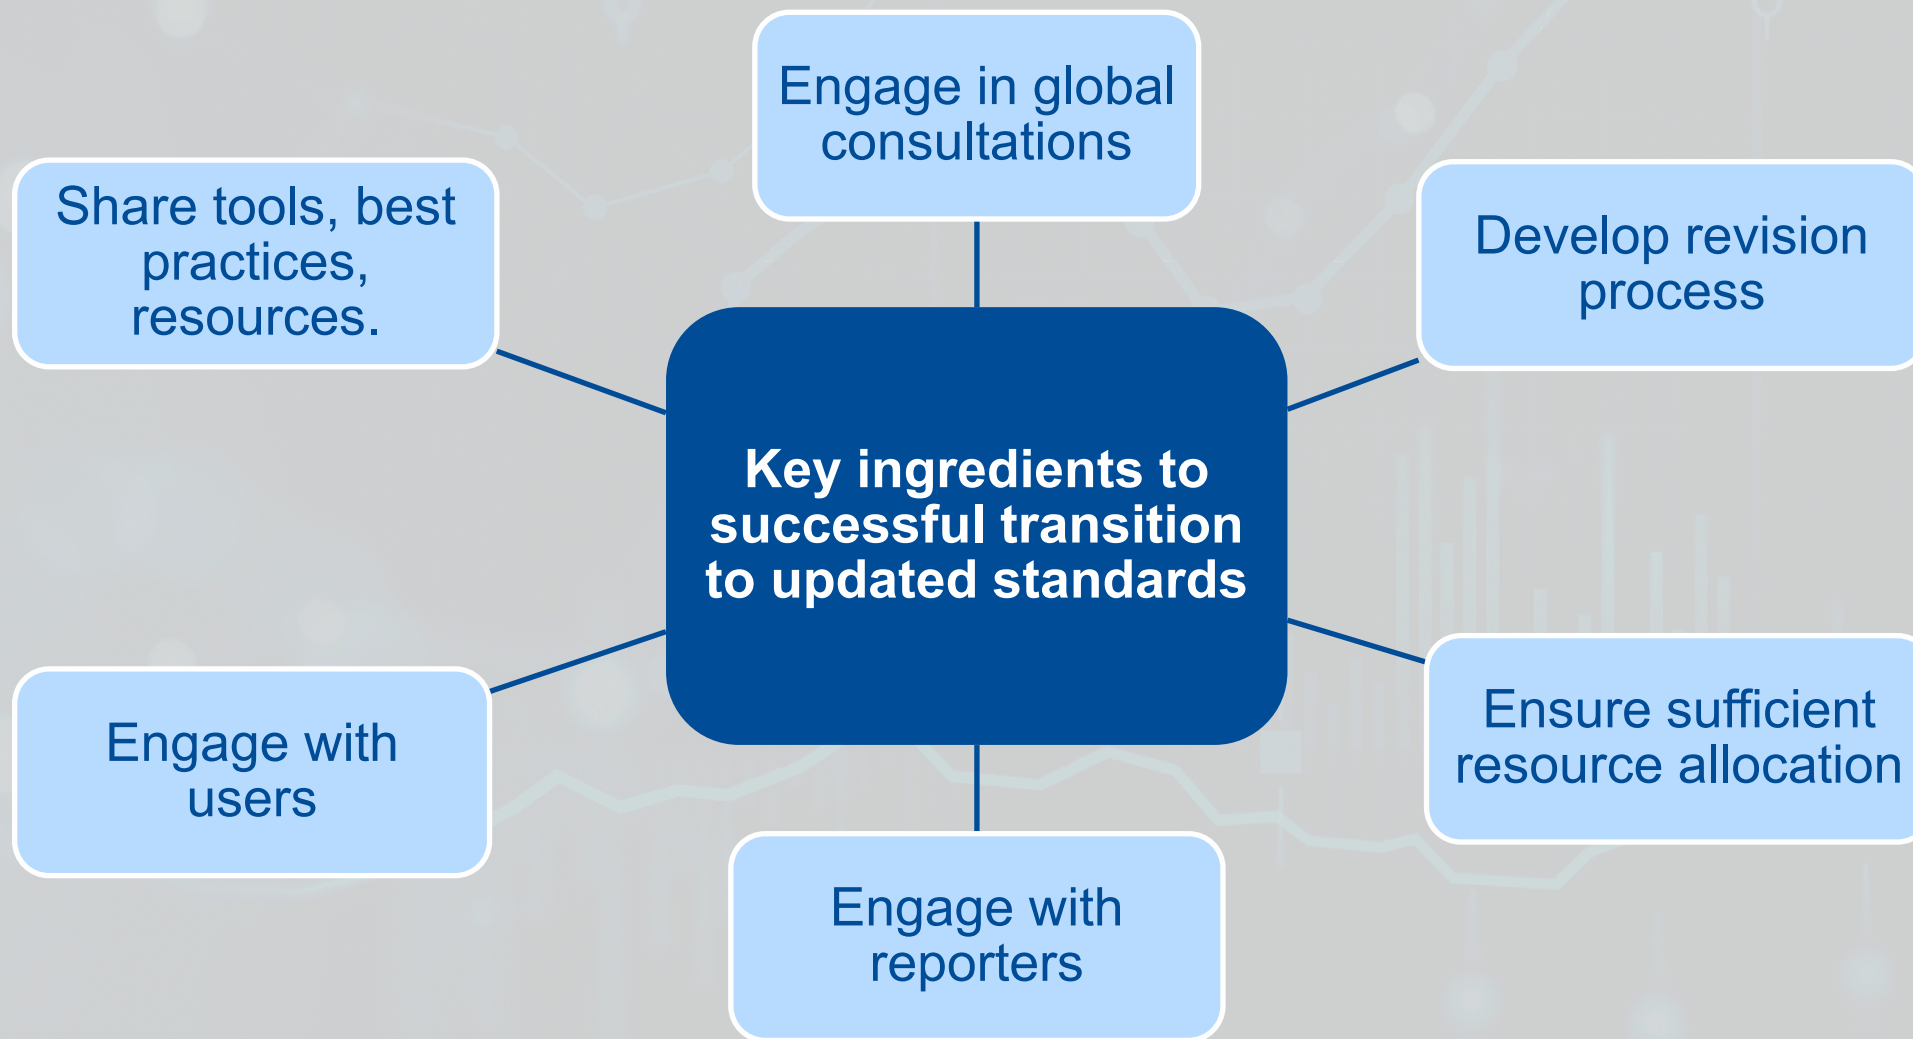 Engage in global
consultations
Share tools, best
practices,
resources.
Develop revision
process
Key ingredients to
successful transition
to updated standards
Engage with
users
Ensure sufficient
resource allocation
Engage with
reporters